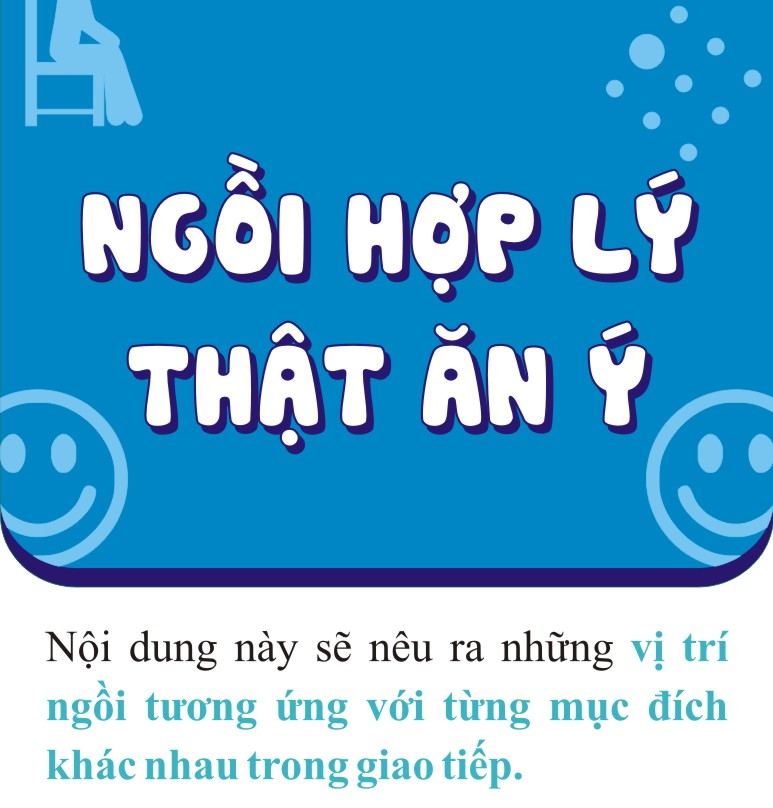 NGỒI HỢP LÝ
THẬT ĂN Ý
Nội dung này sẽ nêu ra những vị trí
ngồi tương ứng với từng mục đích
khác nhau trong giao tiếp.